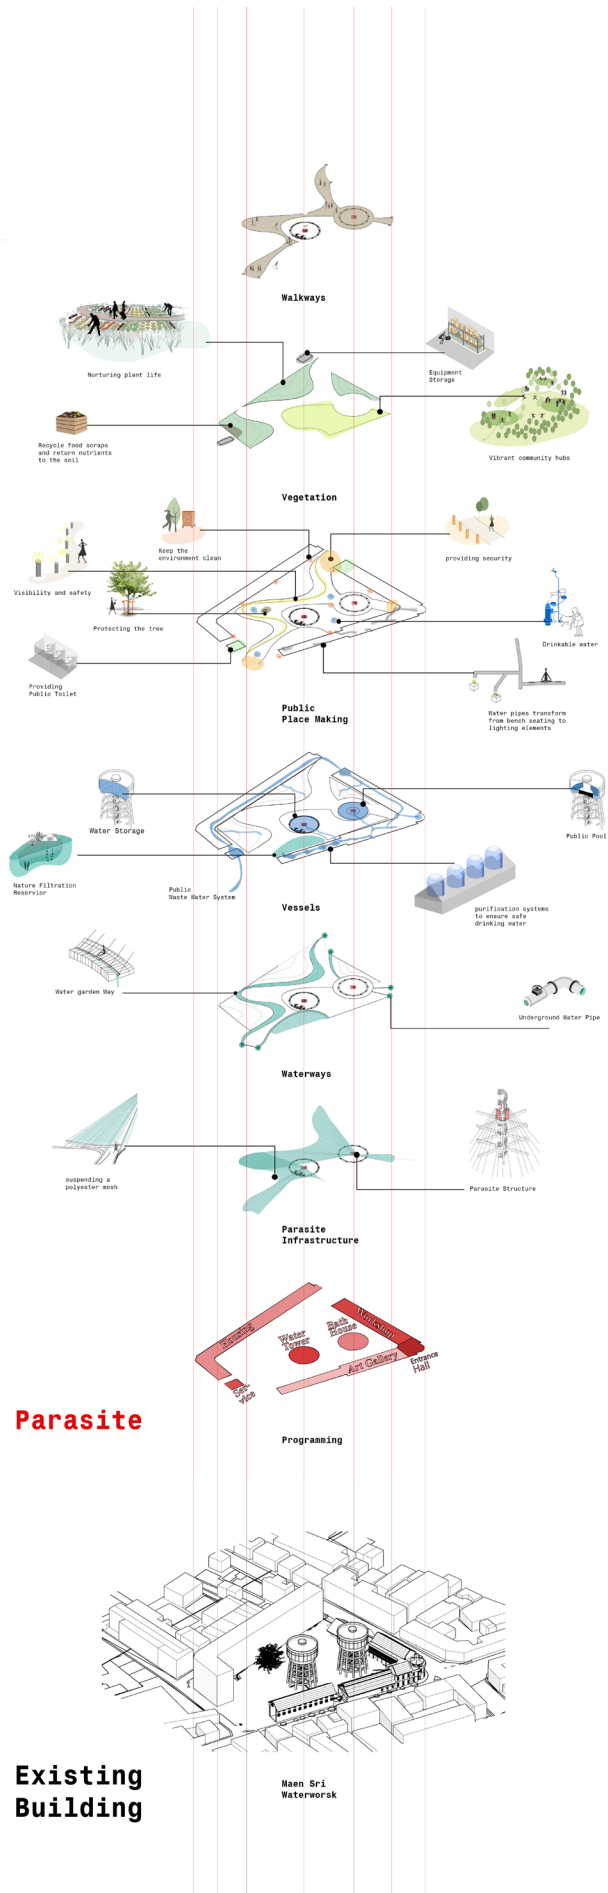 Walkways
Nurturing plant life
Equipment
Storage
Recycle food scraps
and return nutrients
to the soil
Vibrant community hubs
Vegetation
Keep the
environment clean
providing security
Visibility and safety
Protecting the tree
Drinkable water
Providing
Public Toilet
Public
Place Making
Water pipes transform
from bench seating to
lighting elements
Water Storage
Public Pool
Nature Filtration
Reservior
Public
Waste Water System
Vessels
purification systems
to ensure safe
drinking water
Water garden Way
Underground Water Pipe
Waterways
suspending a
polyester mesh
Parasite Structure
Parasite
Infrastructure
Housing
Water
Tower
Bath
House
Workshop
Art Gallery
Entrance
Hall
Ser-
vice
Parasite
Programming
Existing
Building
Maen Sri
Waterworsk